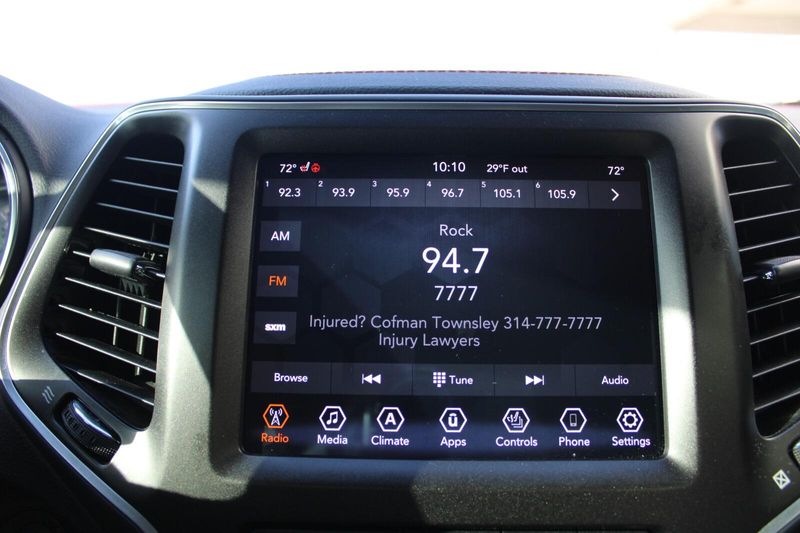 72° 10:10 29°F out 72°
1 92.3 2 93.9 3 95.9 4 96.7 5 105.1 6 105.9
AM
FM
sxm
Rock
94.7
7777
Injured? Cofman Townsley 314-777-7777
Injury Lawyers
Browse Tune Audio
Radio Media A Climate ū Apps Controls Phone Settings